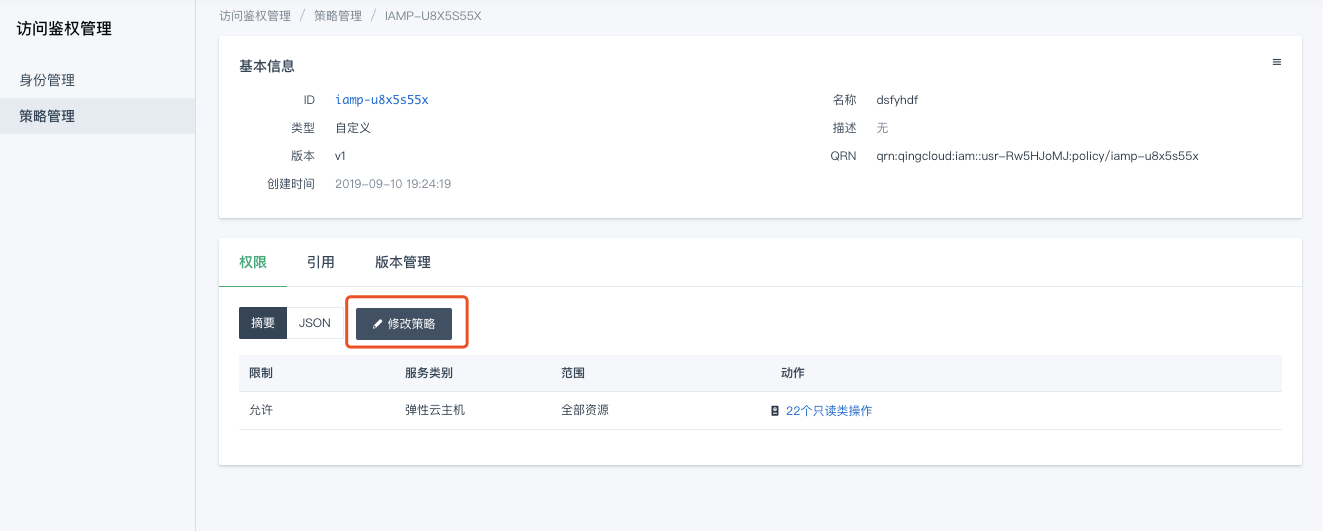 访问鉴权管理
访问鉴权管理 / 策略管理 / IAMP-U8X5S55X
身份管理
策略管理
基本信息
ID iamp-u8x5s55x
名称 dsfyhdf
类型 自定义
描述 无
版本 v1
QRN qrn:qingcloud:iam::usr-Rw5HJoMJ:policy/iamp-u8x5s55x
创建时间 2019-09-10 19:24:19
权限 引用 版本管理
摘要 JSON 修改策略
限制 服务类别 范围 动作
允许 弹性云主机 全部资源 22个只读类操作